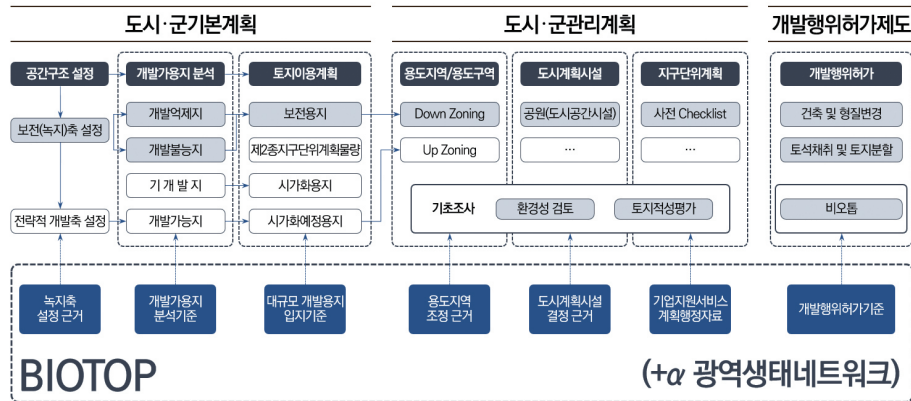 도시·군기본계획
도시·군관리계획
개발행위허가제도
공간구조 설정
개발가용지 분석
토지이용계획
용도지역/용도구역
도시계획시설
지구단위계획
개발행위허가
개발억제지
보전용지
Down Zoning
공원(도시공간시설)
사전 Checklist
건축 및 형질변경
보전(녹지)축 설정
개발불능지
제2종지구단위계획물량
Up Zoning
…
…
토석채취 및 토지분할
기 개 발 지
시가화용지
기초조사
환경성 검토
토지적성평가
비오톱
전략적 개발축 설정
개발가능지
시가화예정용지
녹지축
설정 근거
개발가용지
분석기준
대규모 개발용지
입지기준
용도지역
조정 근거
도시계획시설
결정 근거
기업지원서비스
계획행정자료
개발행위허가기준
BIOTOP
(+α 광역생태네트워크)